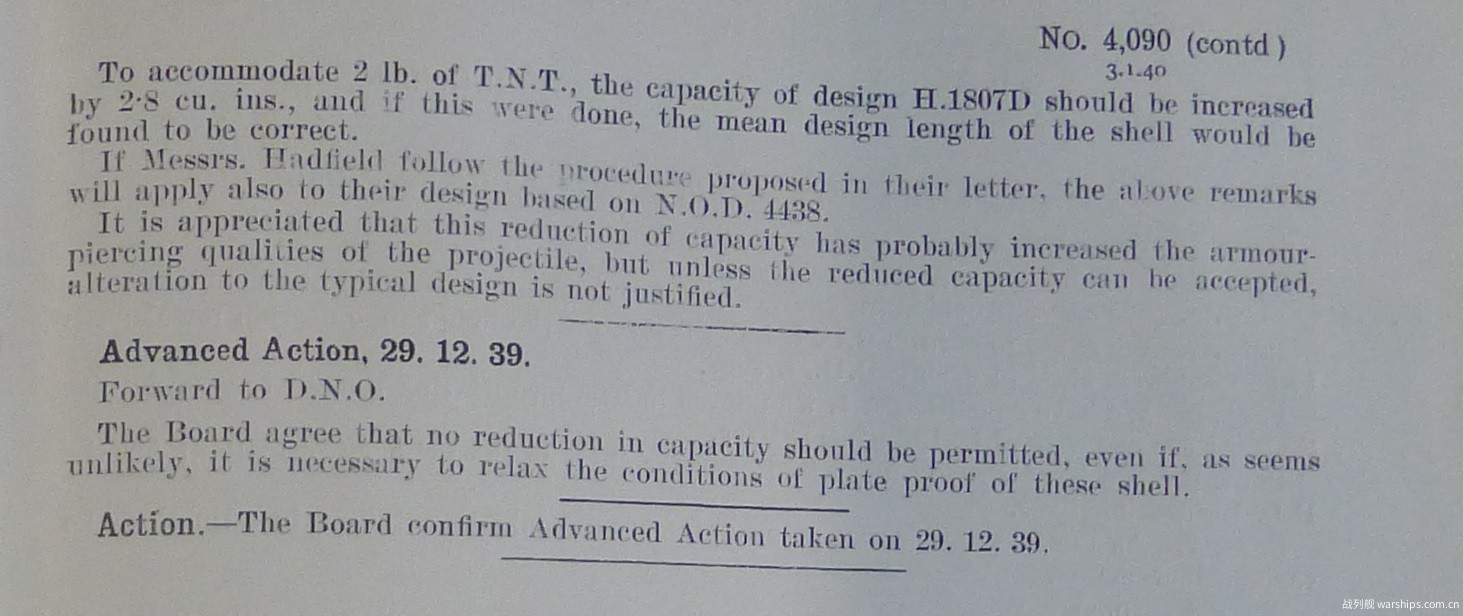 No. 4,090 (contd)
3.1.40
To accommodate 2 lb. of T.N.T., the capacity of design H.1807D should be increased
by 2·8 cu. ins., and if this were done, the mean design length of the shell would be
found to be correct.
If Messrs. Hadfield follow the procedure proposed in their letter, the above remarks
will apply also to their design based on N.O.D. 4438.
It is appreciated that this reduction of capacity has probably increased the armour-
piercing qualities of the projectile, but unless the reduced capacity can be accepted,
alteration to the typical design is not justified.
Advanced Action, 29. 12. 39.
Forward to D.N.O.
The Board agree that no reduction in capacity should be permitted, even if, as seems
unlikely, it is necessary to relax the conditions of plate proof of these shell.
Action.—The Board confirm Advanced Action taken on 29. 12. 39.
战列舰 warships.com.cn